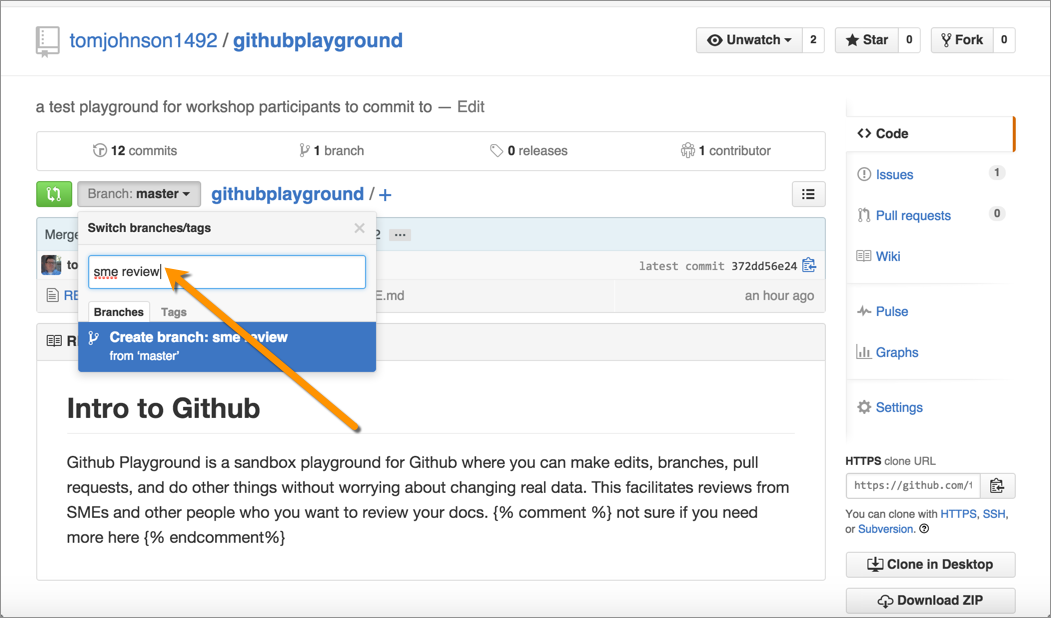 tomjohnson1492 / githubplayground
Unwatch 2 Star 0 Fork 0
a test playground for workshop participants to commit to — Edit
12 commits 1 branch 0 releases 1 contributor
Branch: master githubplayground / +
Switch branches/tags
Merge 2 ...
sme review
to
latest commit 372dd56e24
RE E.md an hour ago
Branches Tags
Create branch: sme review
from 'master'
R
Intro to Github
Github Playground is a sandbox playground for Github where you can make edits, branches, pull
requests, and do other things without worrying about changing real data. This facilitates reviews from
SMEs and other people who you want to review your docs. {% comment %} not sure if you need
more here {% endcomment%}
Code
Issues 1
Pull requests 0
Wiki
Pulse
Graphs
Settings
HTTPS clone URL
https://github.com/t
You can clone with HTTPS, SSH,
or Subversion.
Clone in Desktop
Download ZIP